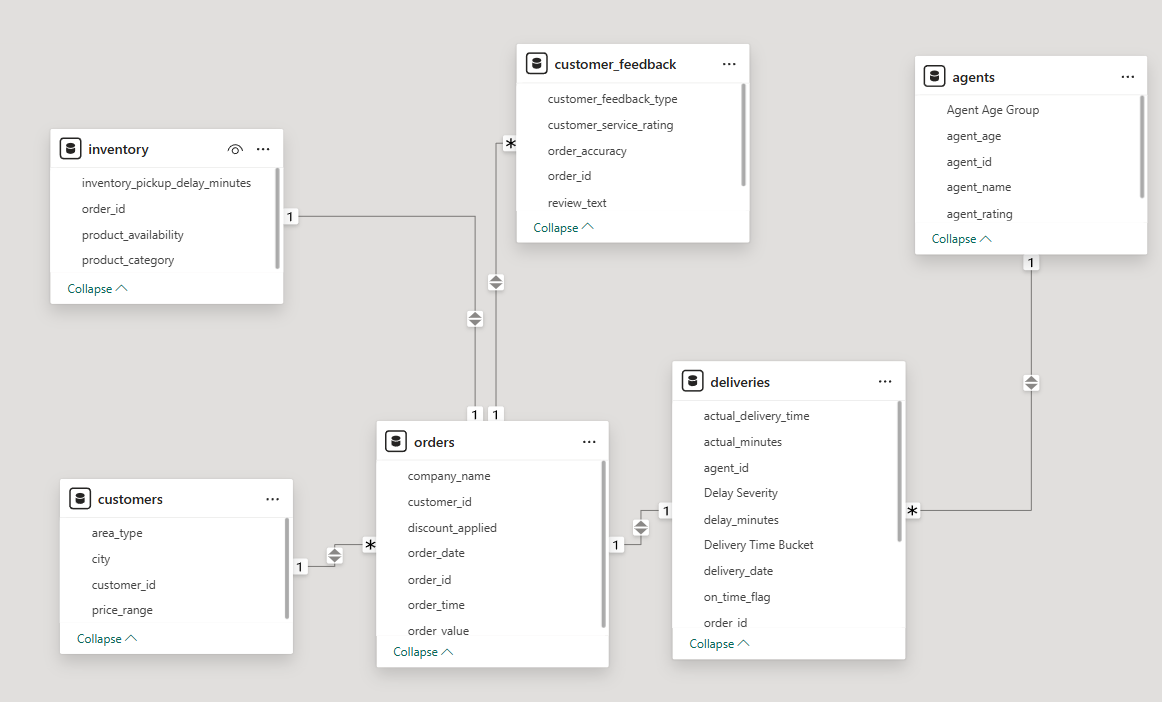 customer_feedback
customer_feedback_type
customer_service_rating
order_accuracy
order_id
review_text
Collapse
agents
Agent Age Group
agent_age
agent_id
agent_name
agent_rating
Collapse
inventory
inventory_pickup_delay_minutes
order_id
product_availability
product_category
Collapse
1
*
1
1 1
deliveries
actual_delivery_time
actual_minutes
agent_id
Delay Severity
delay_minutes
Delivery Time Bucket
delivery_date
on_time_flag
order_id
Collapse
orders
company_name
customer_id
discount_applied
order_date
order_id
order_time
order_value
Collapse
customers
area_type
city
customer_id
price_range
Collapse
1
*
1
1
*